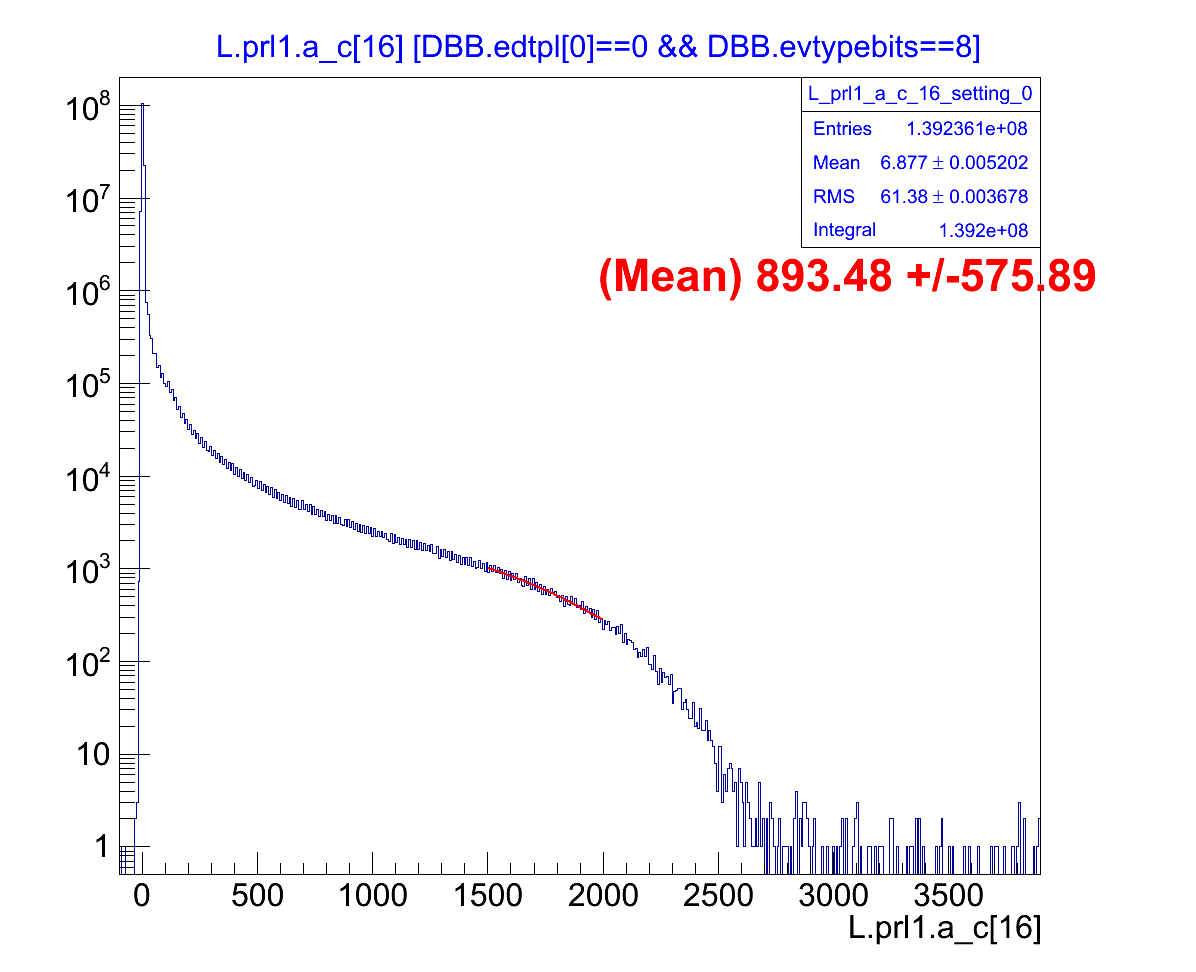 L.prl1.a_c[16] [DBB.edtpl[0]==0 && DBB.evtypebits==8]
L_prl1_a_c_16_setting_0
Entries 1.392361e+08
Mean 6.877 ± 0.005202
RMS 61.38 ± 0.003678
Integral 1.392e+08
(Mean) 893.48 +/-575.89
10^8
10^7
10^6
10^5
10^4
10^3
10^2
10
1
0 500 1000 1500 2000 2500 3000 3500
L.prl1.a_c[16]